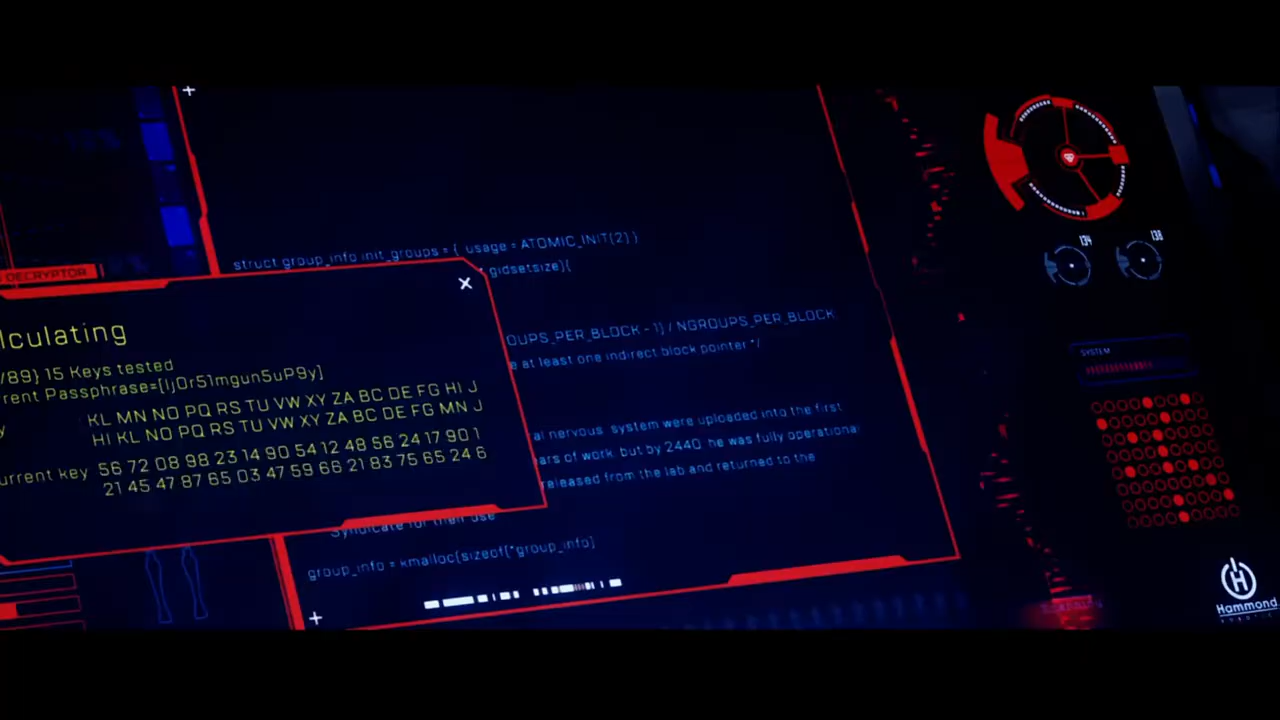 struct group_info init_groups = { .usage = ATOMIC_INIT(2) }
gidsetsize){
OUPS_PER_BLOCK - 1) / NGROUPS_PER_BLOCK
e at least one indirect block pointer */
al nervous system were uploaded into the first
ars of work but by 2440 he was fully operational
released from the lab and returned to the
Syndicate for their use
group_info = kmalloc(sizeof(*group_info)
DECRYPTOR
lculating
/89) 15 Keys tested
rent Passphrase=[Ij0r51mgun5uP9y]
y KL MN NO PQ RS TU VW XY ZA BC DE FG HI J
HI KL NO PQ RS TU VW XY ZA BC DE FG MN J
urrent key 56 72 08 98 23 14 90 54 12 48 56 24 17 90 1
21 45 47 87 65 03 47 59 66 21 83 75 65 24 6
134
138
SYSTEM
Hammond